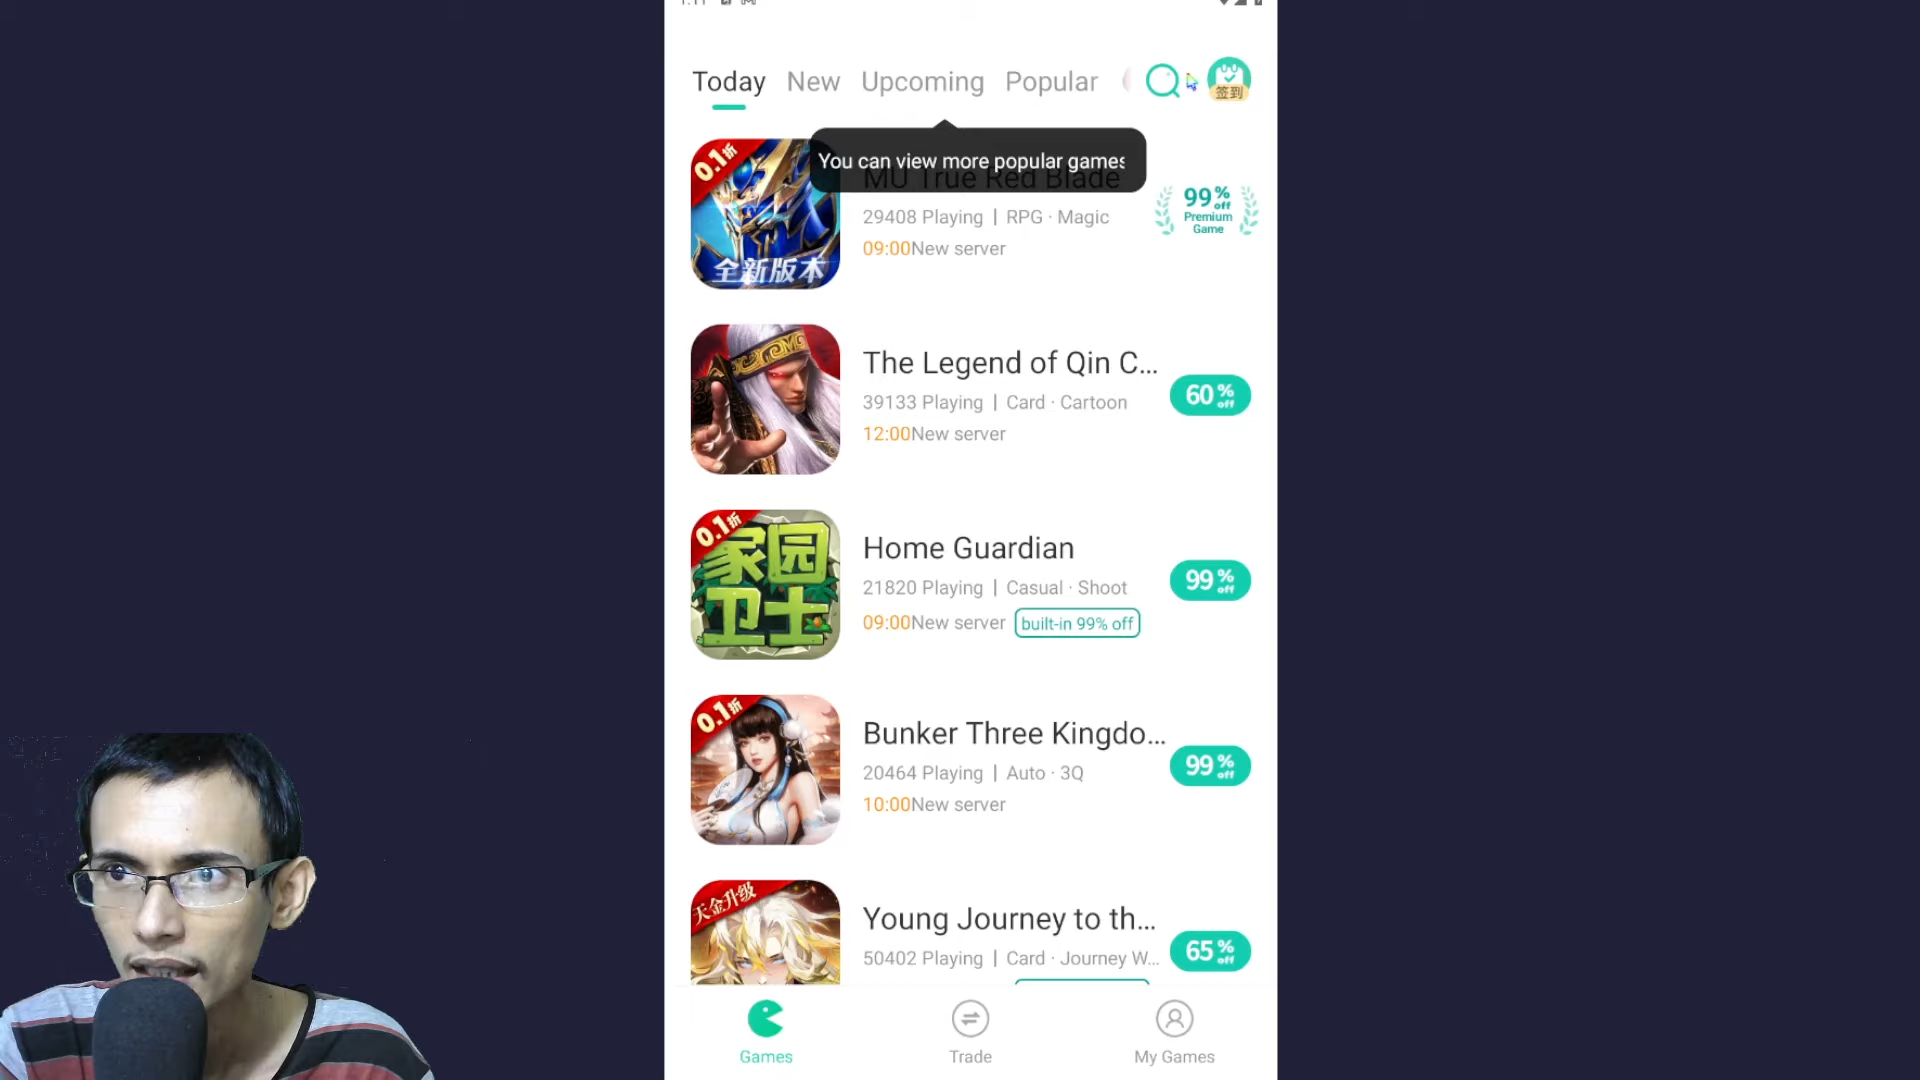 Today New Upcoming Popular
签到
You can view more popular games
0.1折
全新版本
MU True Red Blade
29408 Playing | RPG · Magic
09:00New server
99% off
Premium
Game
The Legend of Qin C...
39133 Playing | Card · Cartoon
12:00New server
60% off
0.1折
家园
卫士
Home Guardian
21820 Playing | Casual · Shoot
09:00New server built-in 99% off
99% off
0.1折
Bunker Three Kingdo...
20464 Playing | Auto · 3Q
10:00New server
99% off
天金升级
Young Journey to th...
50402 Playing | Card · Journey W...
65% off
Games Trade My Games